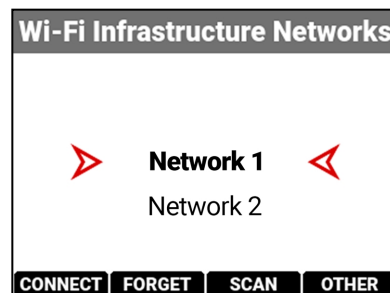 Wi-Fi Infrastructure Networks
Network 1
Network 2
CONNECT FORGET SCAN OTHER